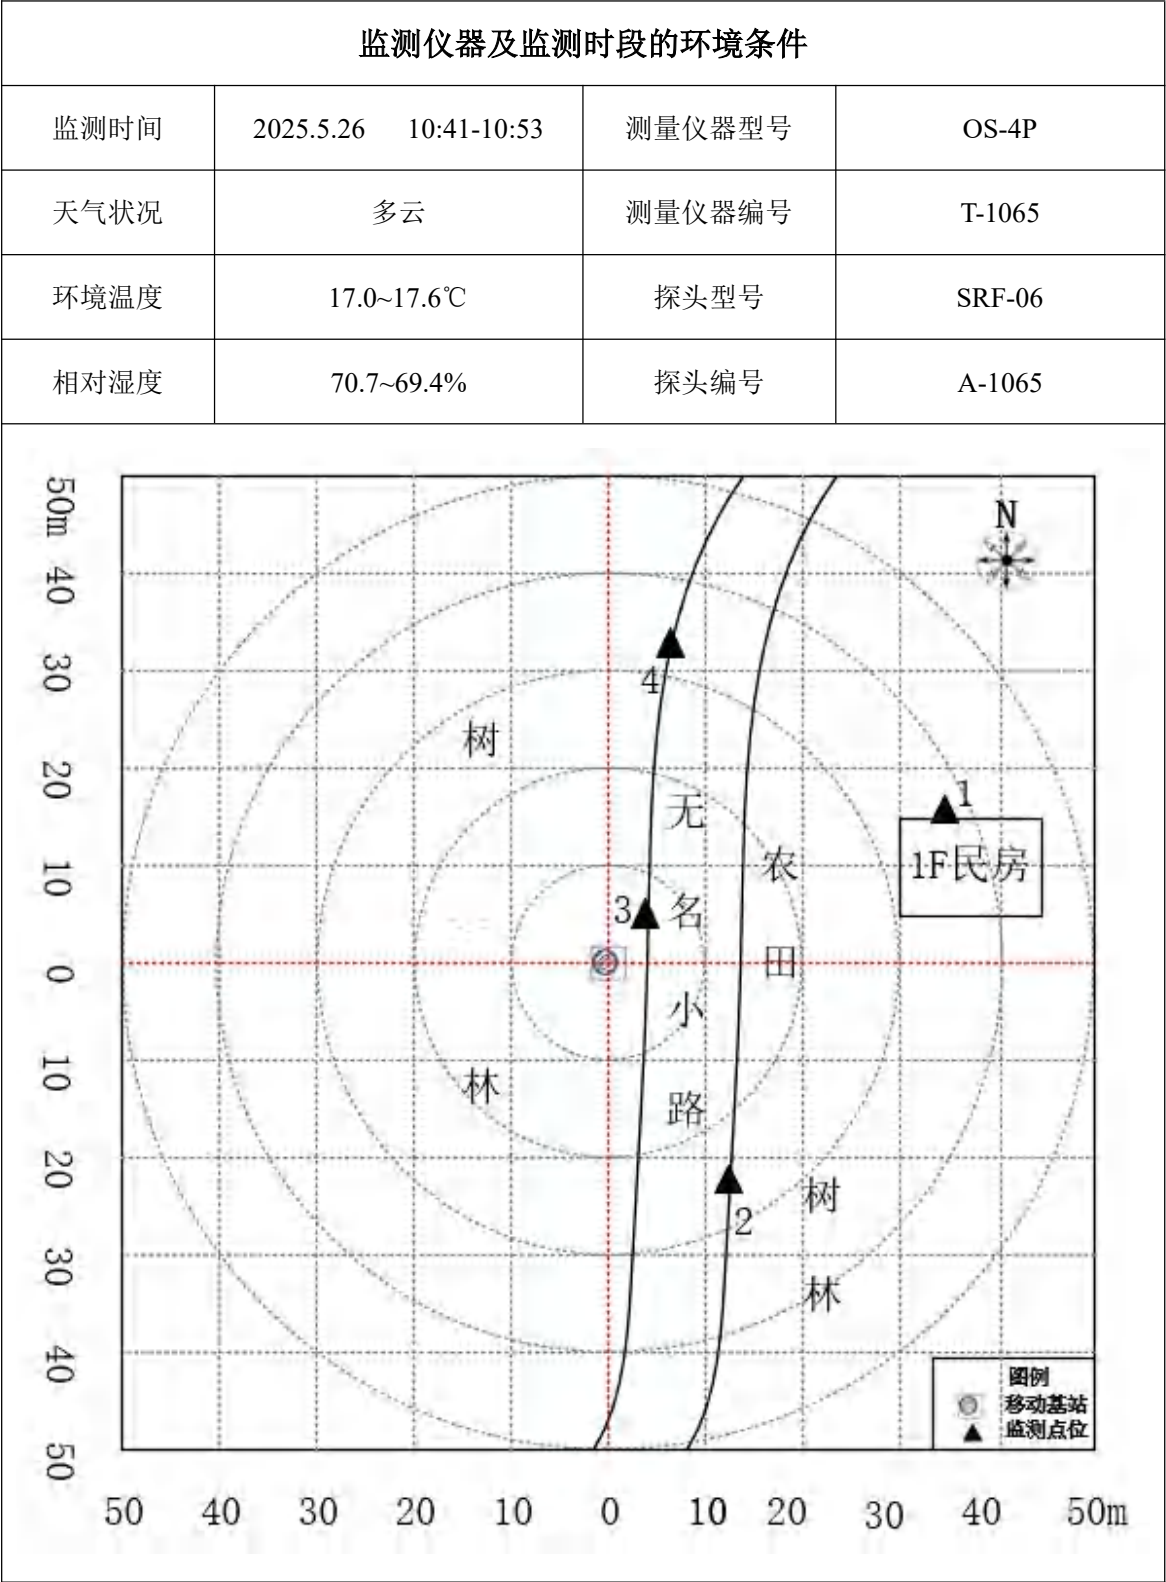 监测仪器及监测时段的环境条件
监测时间 2025.5.26 10:41-10:53 测量仪器型号 OS-4P
天气状况 多云 测量仪器编号 T-1065
环境温度 17.0~17.6℃ 探头型号 SRF-06
相对湿度 70.7~69.4% 探头编号 A-1065
50m
40
30
20
10
0
10
20
30
40
50
N
4
树
无
名
小
路
农
田
1
1F民房
3
林
2
树
林
图例
移动基站
监测点位
50 40 30 20 10 0 10 20 30 40 50m